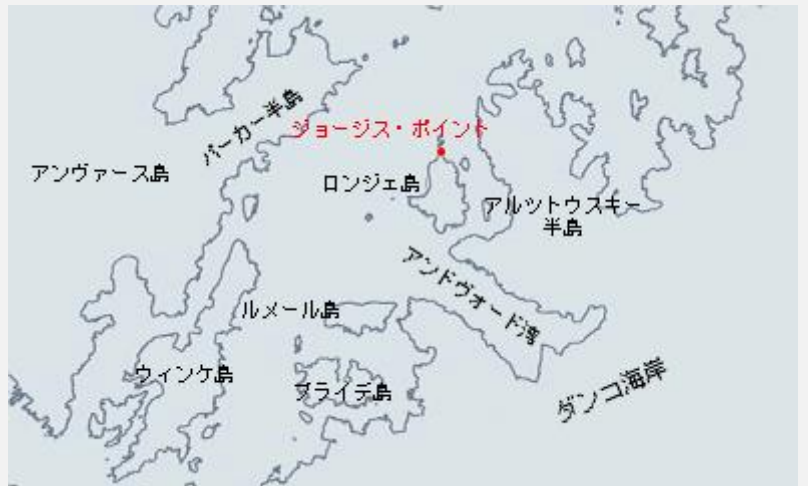 パーカー半島
ジョージス・ポイント
アンヴァース島
ロンジェ島
アルツトウスキー
半島
アンドヴォード湾
ルメール島
ウィンケ島
ブライデ島
ダンコ海岸